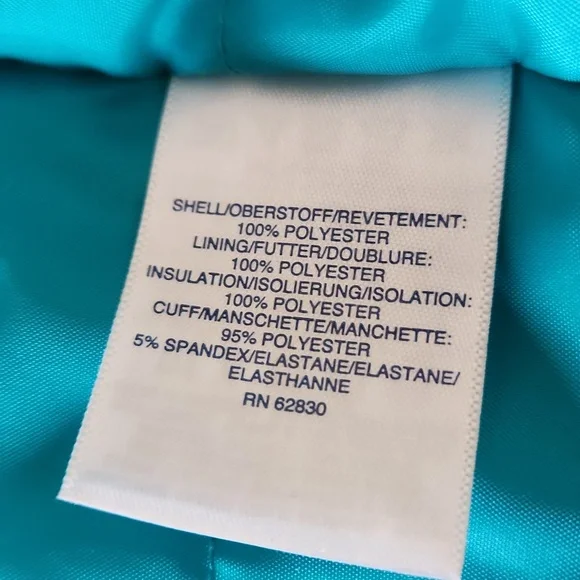 SHELL/OBERSTOFF/REVETEMENT:
100% POLYESTER
LINING/FUTTER/DOUBLURE:
100% POLYESTER
INSULATION/ISOLIERUNG/ISOLATION:
100% POLYESTER
CUFF/MANSCHETTE/MANCHETTE:
95% POLYESTER
5% SPANDEX/ELASTANE/ELASTANE/
ELASTHANNE
RN 62830